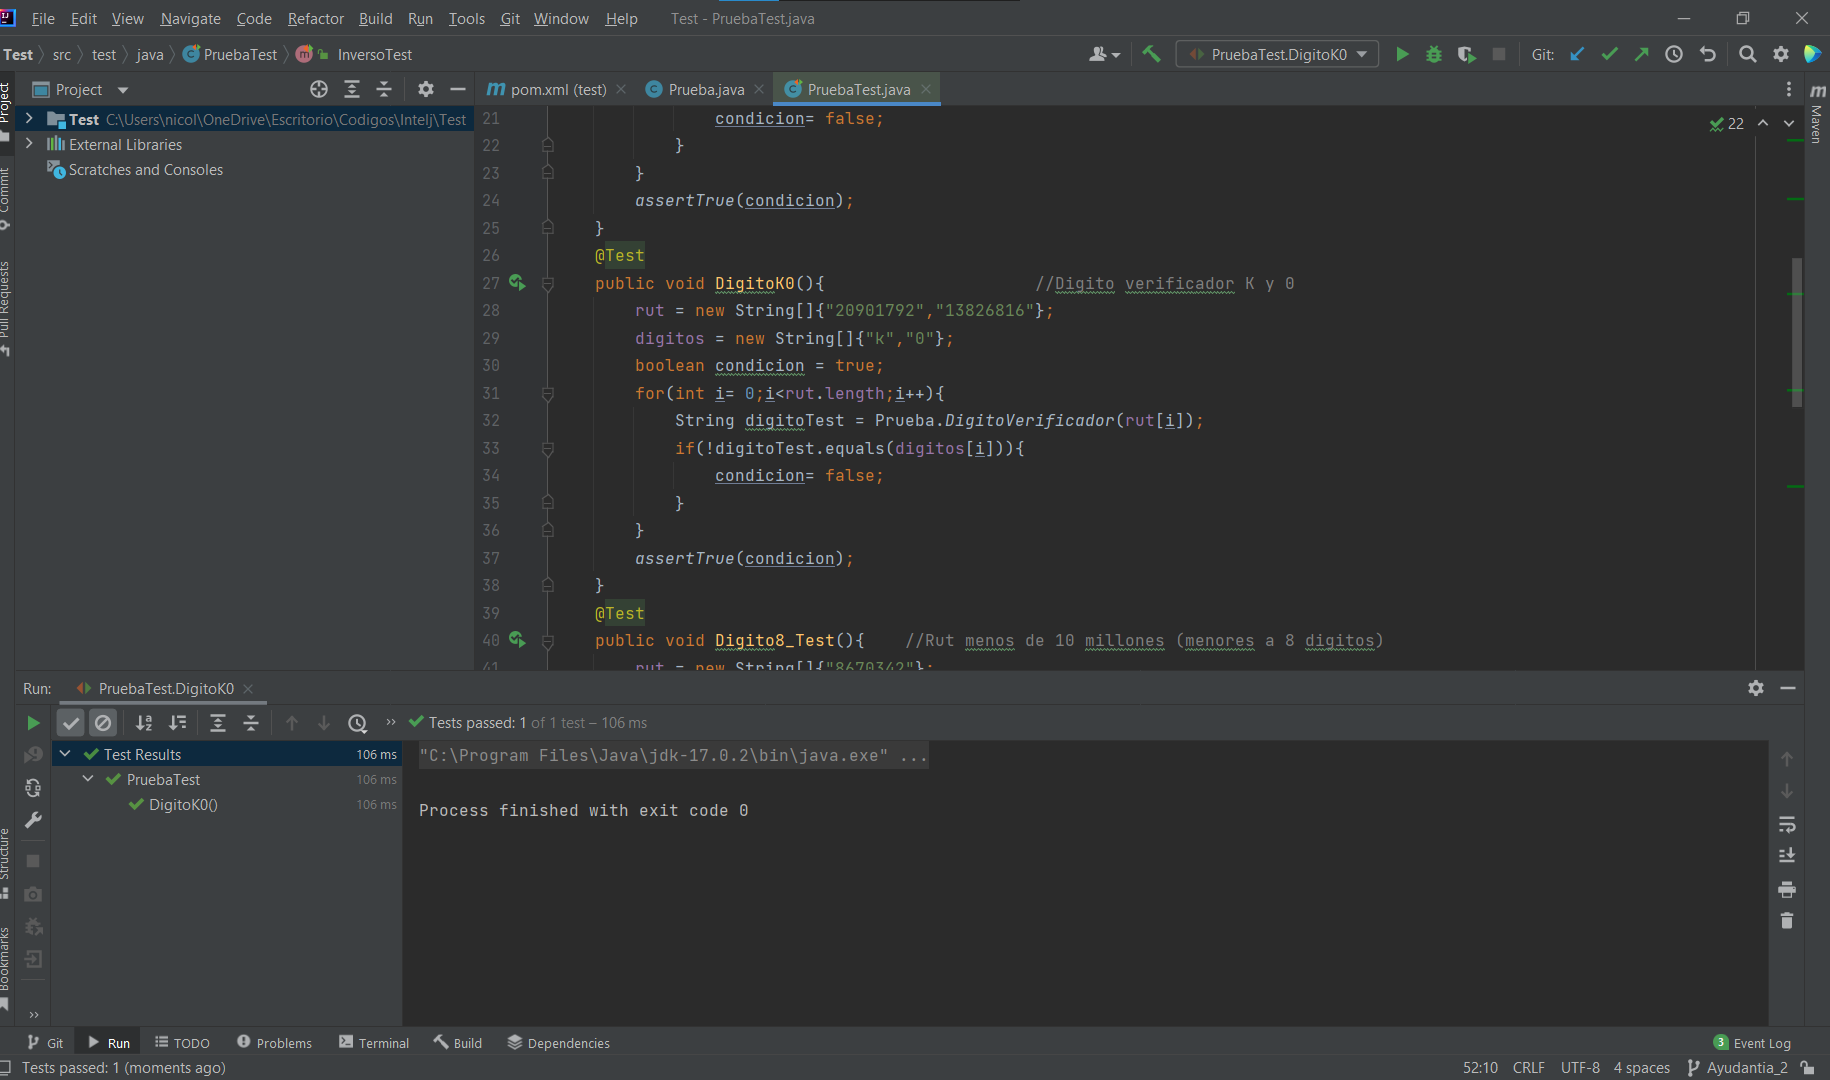 File Edit View Navigate Code Refactor Build Run Tools Git Window Help Test - PruebaTest.java
Test src test java PruebaTest m InversoTest PruebaTest.DigitoK0 Git:
Project
pom.xml (test) Prueba.java PruebaTest.java
Test C:\Users\nicol\OneDrive\Escritorio\Codigos\Intelj\Test
External Libraries
Scratches and Consoles
Project
Commit
Pull Requests
Structure
Bookmarks
Maven
22
21 condicion= false;
22 }
23 }
24 assertTrue(condicion);
25 }
26 @Test
27 public void DigitoK0(){ //Digito verificador K y 0
28 rut = new String[]{"20901792","13826816"};
29 digitos = new String[]{"k","0"};
30 boolean condicion = true;
31 for(int i= 0;i<rut.length;i++){
32 String digitoTest = Prueba.DigitoVerificador(rut[i]);
33 if(!digitoTest.equals(digitos[i])){
34 condicion= false;
35 }
36 }
37 assertTrue(condicion);
38 }
39 @Test
40 public void Digito8_Test(){ //Rut menos de 10 millones (menores a 8 digitos)
41 rut = new String[]{"8670342"};
Run: PruebaTest.DigitoK0
Tests passed: 1 of 1 test – 106 ms
Test Results 106 ms
PruebaTest 106 ms
DigitoK0() 106 ms
"C:\Program Files\Java\jdk-17.0.2\bin\java.exe" ...
Process finished with exit code 0
Git Run TODO Problems Terminal Build Dependencies 3 Event Log
Tests passed: 1 (moments ago) 52:10 CRLF UTF-8 4 spaces Ayudantia_2